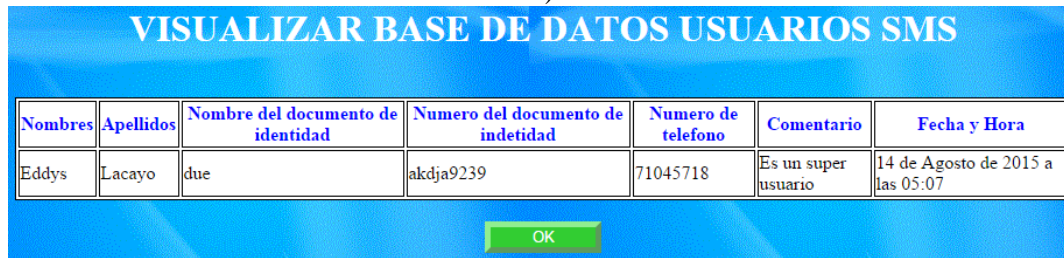 VISUALIZAR BASE DE DATOS USUARIOS SMS
Nombres Apellidos Nombre del documento de identidad Numero del documento de indetidad Numero de telefono Comentario Fecha y Hora
Eddys Lacayo due akdja9239 71045718 Es un super usuario 14 de Agosto de 2015 a las 05:07
OK